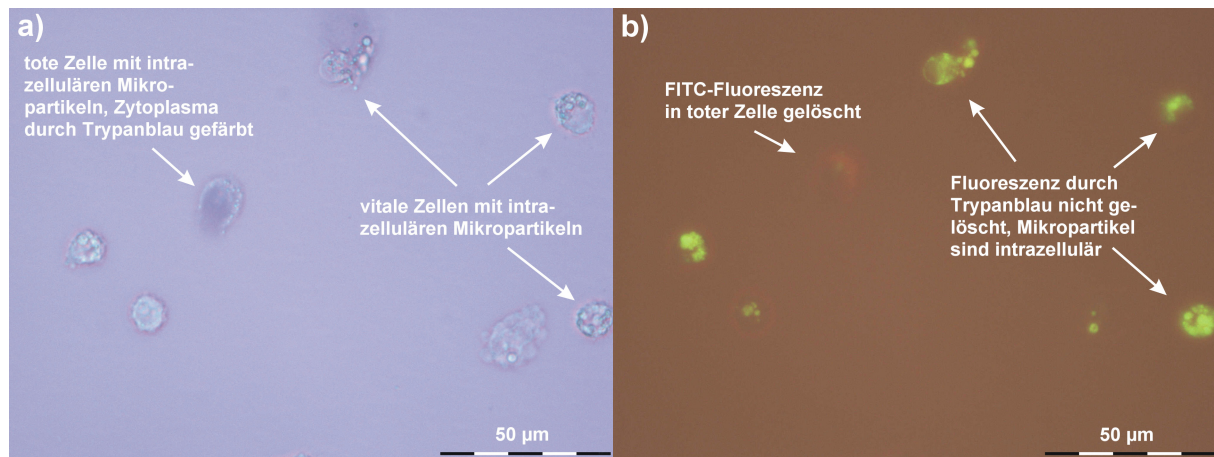 a)
tote Zelle mit intra-
zellulären Mikro-
partikeln, Zytoplasma
durch Trypanblau gefärbt
vitale Zellen mit intra-
zellulären Mikropartikeln
50 µm
b)
FITC-Fluoreszenz
in toter Zelle gelöscht
Fluoreszenz durch
Trypanblau nicht ge-
löscht, Mikropartikel
sind intrazellulär
50 µm